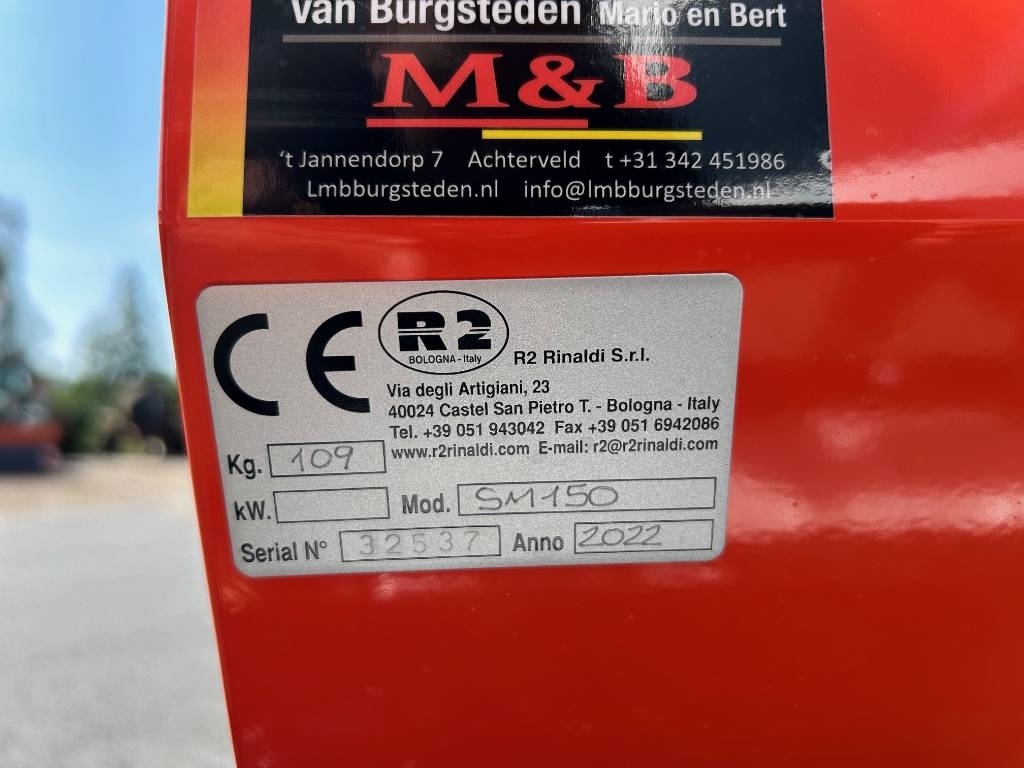 van Burgsteden Mario en Bert
M&B
't Jannendorp 7 Achterveld t +31 342 451986
Lmbburgsteden.nl info@lmbburgsteden.nl
CE R2 BOLOGNA - Italy R2 Rinaldi S.r.l.
Via degli Artigiani, 23
40024 Castel San Pietro T. - Bologna - Italy
Tel. +39 051 943042 Fax +39 051 6942086
www.r2rinaldi.com E-mail: r2@r2rinaldi.com
Kg. 109
kW. Mod. SM150
Serial N° 32537 Anno 2022